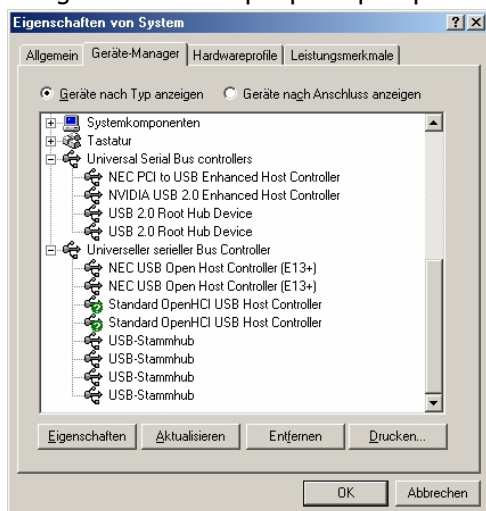 Eigenschaften von System
Allgemein Geräte-Manager Hardwareprofile Leistungsmerkmale
Geräte nach Typ anzeigen Geräte nach Anschluss anzeigen
Systemkomponenten
Tastatur
Universal Serial Bus controllers
NEC PCI to USB Enhanced Host Controller
NVIDIA USB 2.0 Enhanced Host Controller
USB 2.0 Root Hub Device
USB 2.0 Root Hub Device
Universeller serieller Bus Controller
NEC USB Open Host Controller (E13+)
NEC USB Open Host Controller (E13+)
Standard OpenHCI USB Host Controller
Standard OpenHCI USB Host Controller
USB-Stammhub
USB-Stammhub
USB-Stammhub
USB-Stammhub
Eigenschaften Aktualisieren Entfernen Drucken...
OK Abbrechen